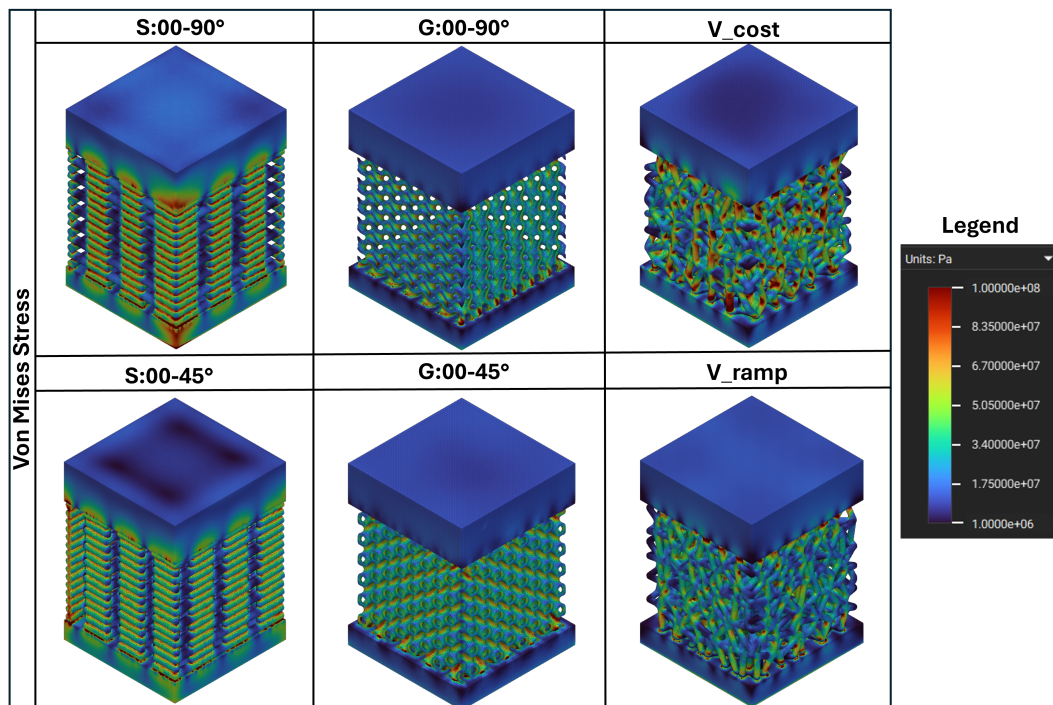 Von Mises Stress
S:00-90°
G:00-90°
V_cost
S:00-45°
G:00-45°
V_ramp
Legend
Units: Pa
1.00000e+08
8.35000e+07
6.70000e+07
5.05000e+07
3.40000e+07
1.75000e+07
1.0000e+06